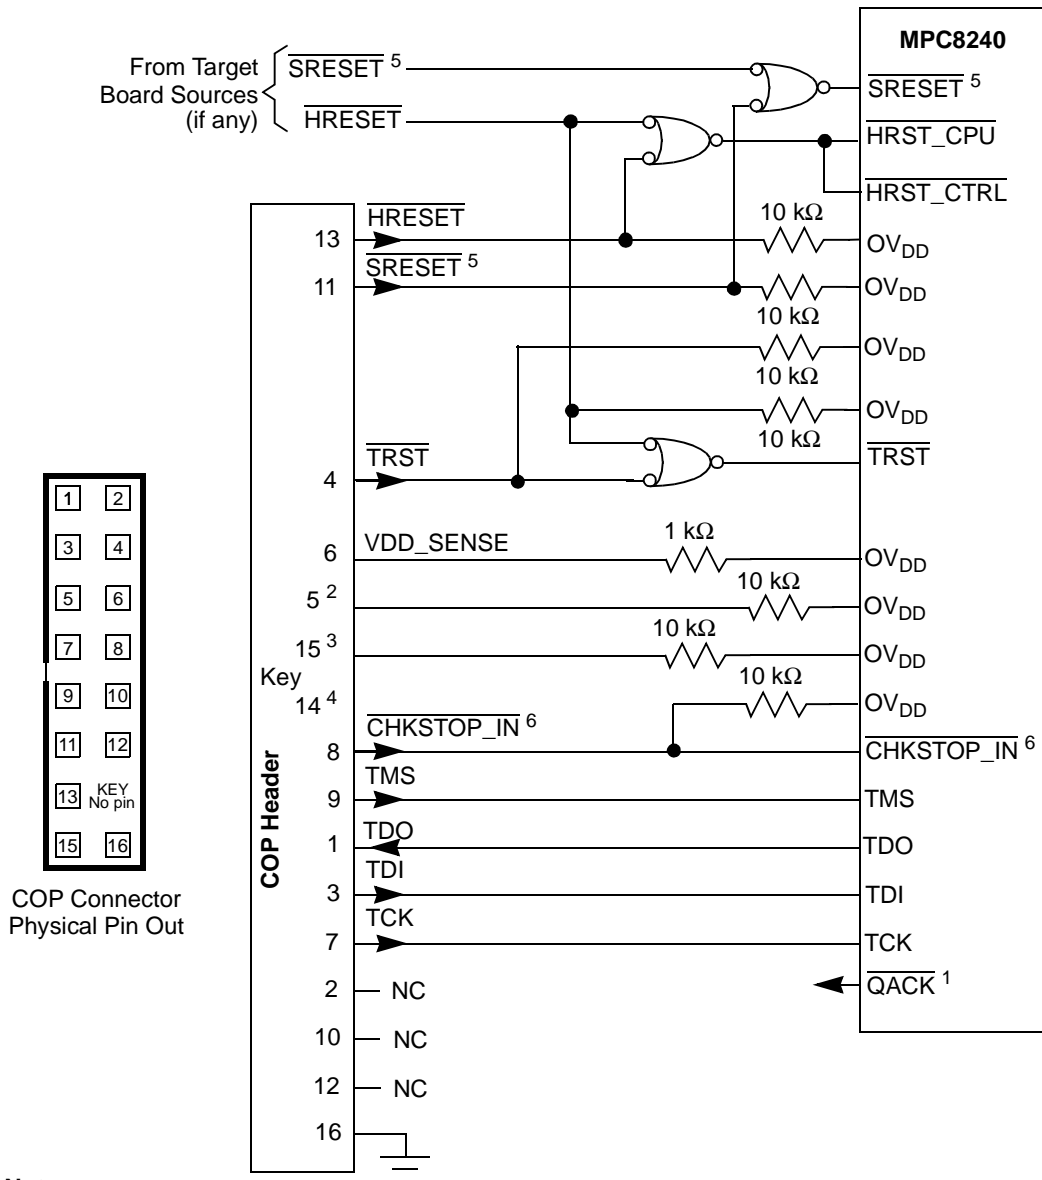 MPC8240
From Target
Board Sources
(if any)
SRESET 5
HRESET
SRESET 5
HRST_CPU
HRST_CTRL
HRESET
13
10 kΩ
OVDD
SRESET 5
11
OVDD
10 kΩ
OVDD
10 kΩ
OVDD
10 kΩ
TRST
4
TRST
1 2
3 4
5 6
7 8
9 10
11 12
13 KEY
No pin
15 16
COP Connector
Physical Pin Out
6
VDD_SENSE
1 kΩ
OVDD
5 2
10 kΩ
OVDD
15 3
10 kΩ
OVDD
Key
14 4
10 kΩ
OVDD
COP Header
8
CHKSTOP_IN 6
CHKSTOP_IN 6
9
TMS
TMS
1
TDO
TDO
3
TDI
TDI
7
TCK
TCK
QACK 1
2
NC
10
NC
12
NC
16